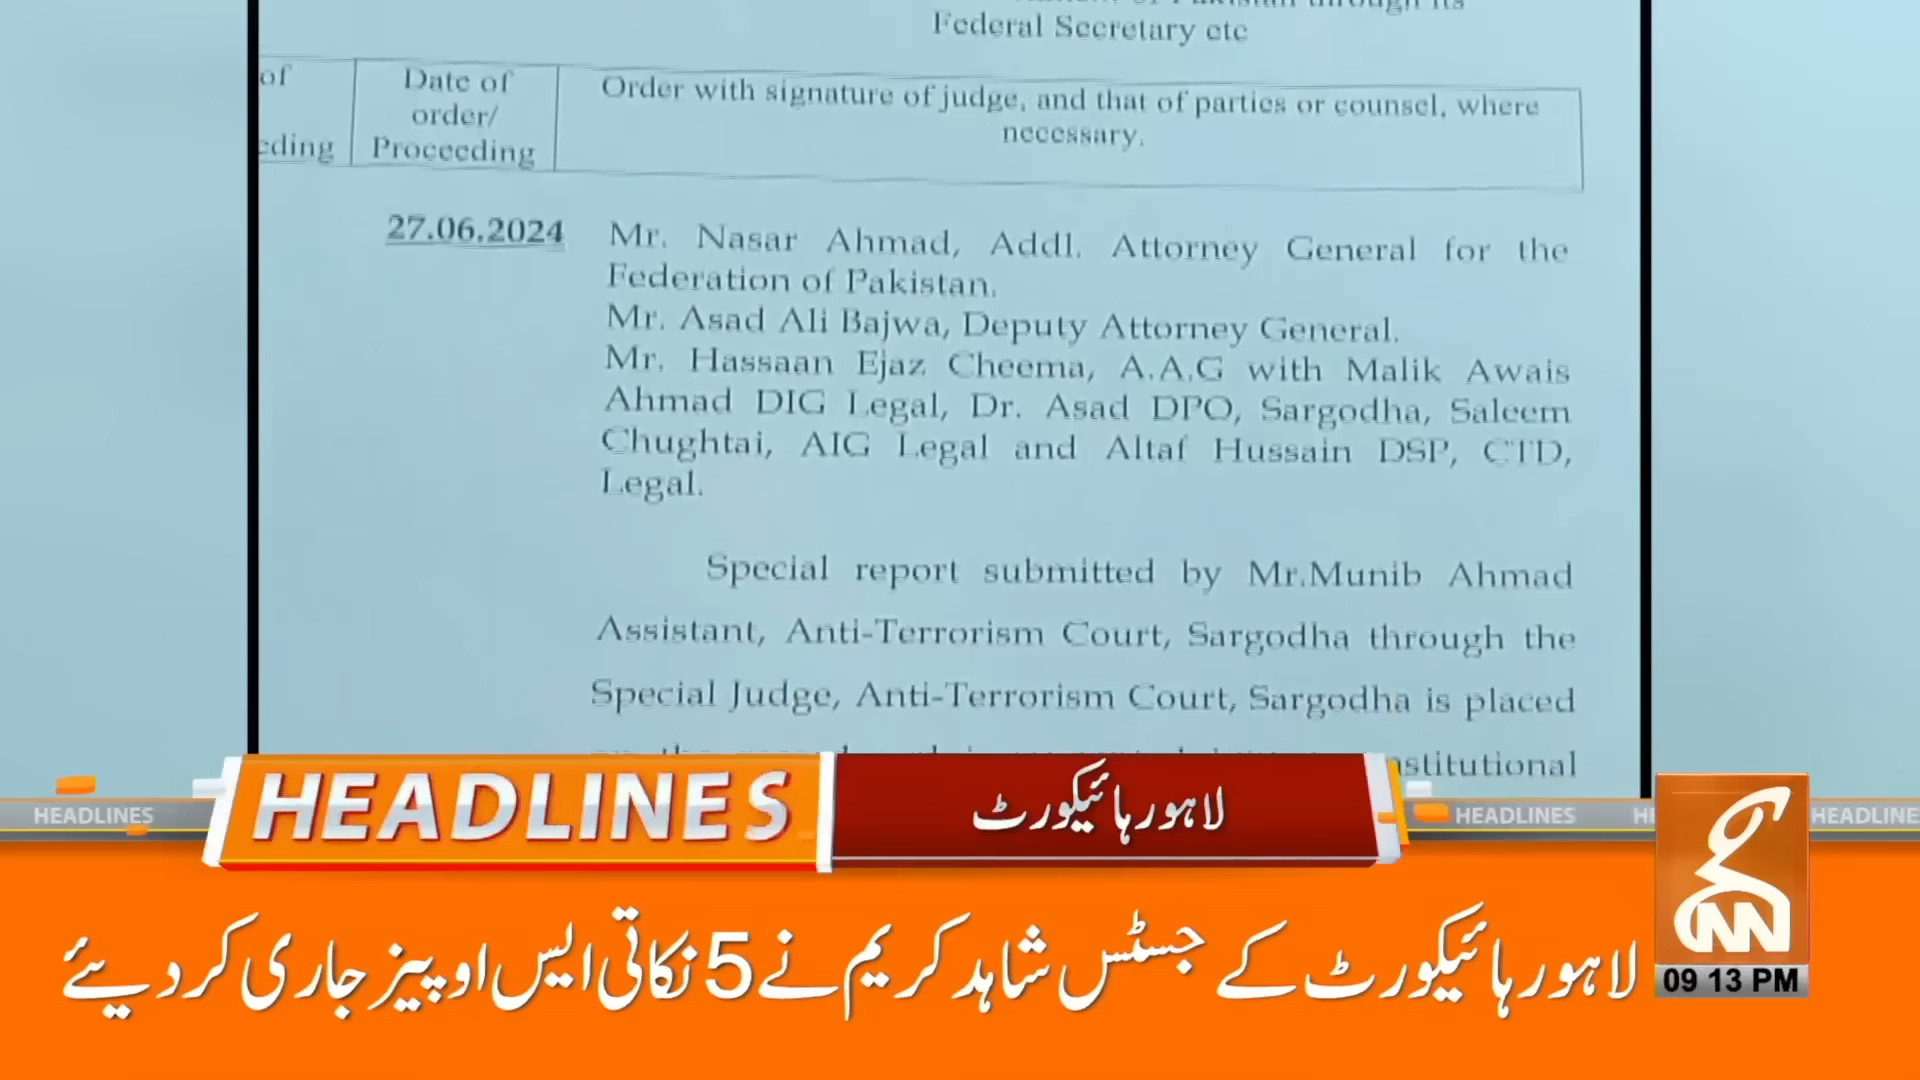 Federal Secretary etc
of
eding
Date of
order/
Proceeding
Order with signature of judge, and that of parties or counsel, where
necessary.
27.06.2024
Mr. Nasar Ahmad, Addl. Attorney General for the
Federation of Pakistan.
Mr. Asad Ali Bajwa, Deputy Attorney General.
Mr. Hassaan Ejaz Cheema, A.A.G with Malik Awais
Ahmad DIG Legal, Dr. Asad DPO, Sargodha, Saleem
Chughtai, AIG Legal and Altaf Hussain DSP, CTD,
Legal.
Special report submitted by Mr.Munib Ahmad
Assistant, Anti-Terrorism Court, Sargodha through the
Special Judge, Anti-Terrorism Court, Sargodha is placed
HEADLINES
HEADLINES
لاہور ہائیکورٹ
HEADLINES
HEADLINE
GNN
لاہور ہائیکورٹ کے جسٹس شاہد کریم نے 5 نکاتی ایس او پیز جاری کر دیئے
09 13 PM